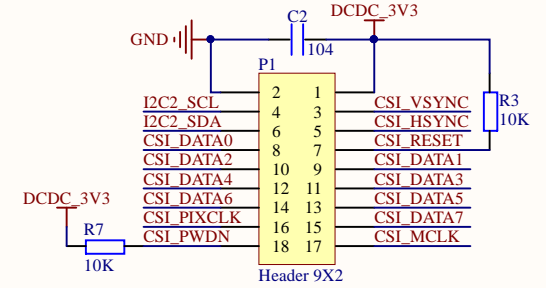 C2
DCDC_3V3
GND
104
P1
I2C2_SCL 4 3 CSI_VSYNC
2 1
I2C2_SDA 6 5 CSI_HSYNC
R3
10K
CSI_DATA0 8 7 CSI_RESET
CSI_DATA2 10 9 CSI_DATA1
CSI_DATA4 12 11 CSI_DATA3
DCDC_3V3
CSI_DATA6 14 13 CSI_DATA5
CSI_PIXCLK 16 15 CSI_DATA7
R7
CSI_PWDN 18 17 CSI_MCLK
10K
Header 9X2